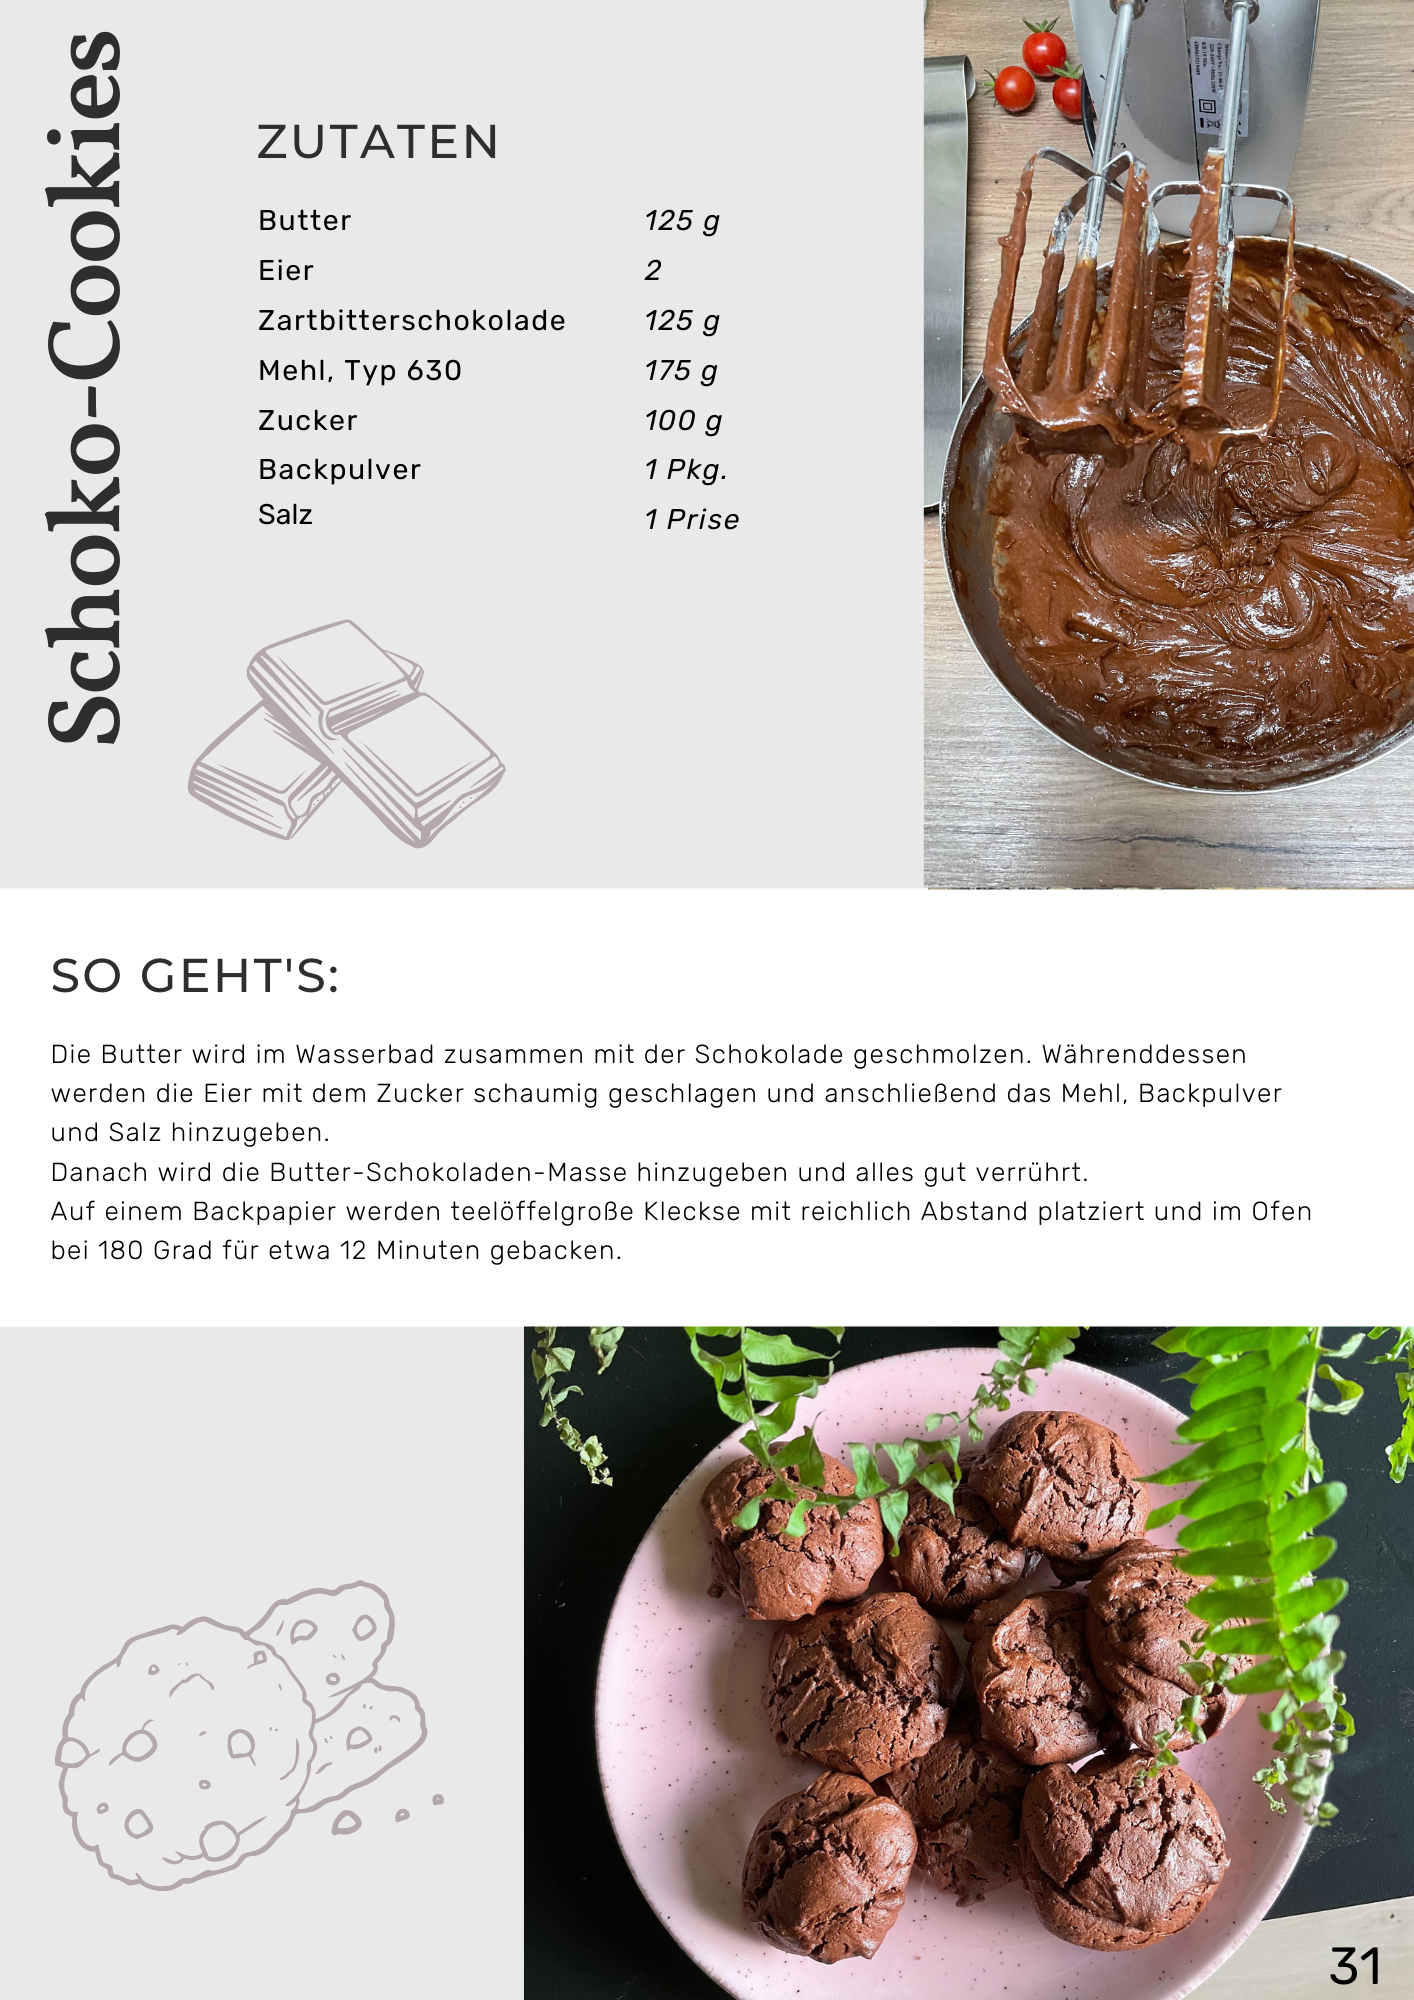 Schoko-Cookies
ZUTATEN
Butter 125 g
Eier 2
Zartbitterschokolade 125 g
Mehl, Typ 630 175 g
Zucker 100 g
Backpulver 1 Pkg.
Salz 1 Prise
SO GEHT'S:
Die Butter wird im Wasserbad zusammen mit der Schokolade geschmolzen. Währenddessen
werden die Eier mit dem Zucker schaumig geschlagen und anschließend das Mehl, Backpulver
und Salz hinzugeben.
Danach wird die Butter-Schokoladen-Masse hinzugeben und alles gut verrührt.
Auf einem Backpapier werden teelöffelgroße Kleckse mit reichlich Abstand platziert und im Ofen
bei 180 Grad für etwa 12 Minuten gebacken.
31